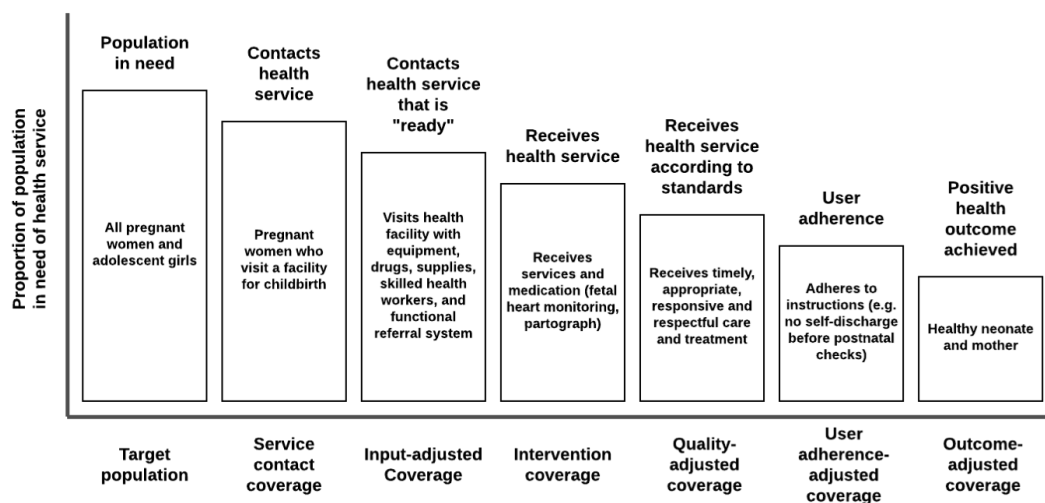 Proportion of population
in need of health service
Population
in need
All pregnant
women and
adolescent girls
Target
population
Contacts
health
service
Pregnant
women who
visit a facility
for childbirth
Service
contact
coverage
Contacts
health service
that is
"ready"
Visits health
facility with
equipment,
drugs, supplies,
skilled health
workers, and
functional
referral system
Input-adjusted
Coverage
Receives
health service
Receives
services and
medication (fetal
heart monitoring,
partograph)
Intervention
coverage
Receives
health service
according to
standards
Receives timely,
appropriate,
responsive and
respectful care
and treatment
Quality-
adjusted
coverage
User
adherence
Adheres to
instructions (e.g.
no self-discharge
before postnatal
checks)
User
adherence-
adjusted
coverage
Positive
health
outcome
achieved
Healthy neonate
and mother
Outcome-
adjusted
coverage